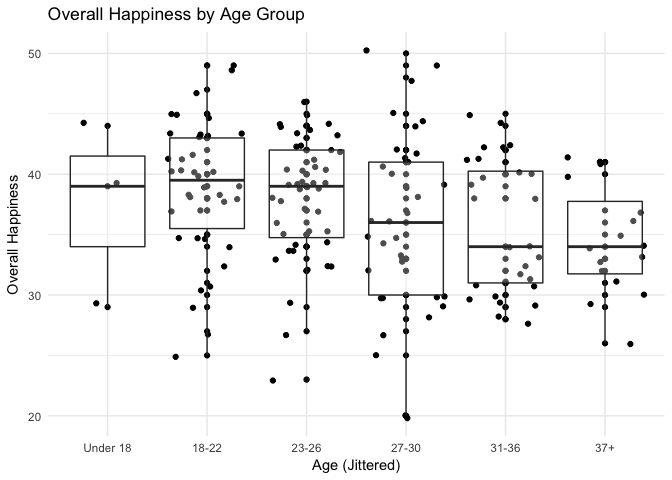 Overall Happiness by Age Group
Overall Happiness
50
40
30
20
Under 18
18-22
23-26
27-30
31-36
37+
Age (Jittered)